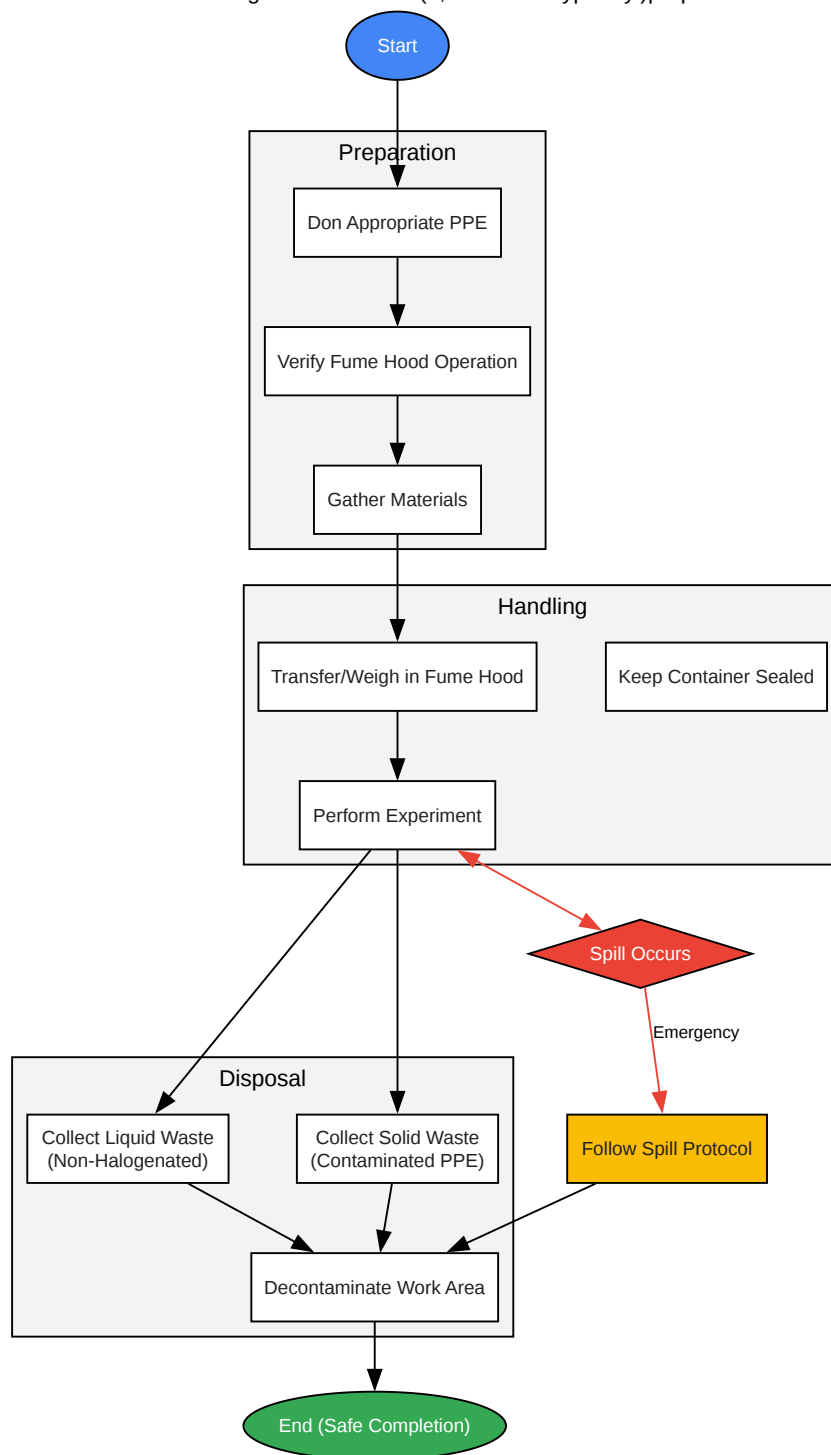 Start
Preparation
Don Appropriate PPE
Verify Fume Hood Operation
Gather Materials
Handling
Transfer/Weigh in Fume Hood
Keep Container Sealed
Perform Experiment
Spill Occurs
Emergency
Disposal
Collect Liquid Waste
(Non-Halogenated)
Collect Solid Waste
(Contaminated PPE)
Follow Spill Protocol
Decontaminate Work Area
End (Safe Completion)